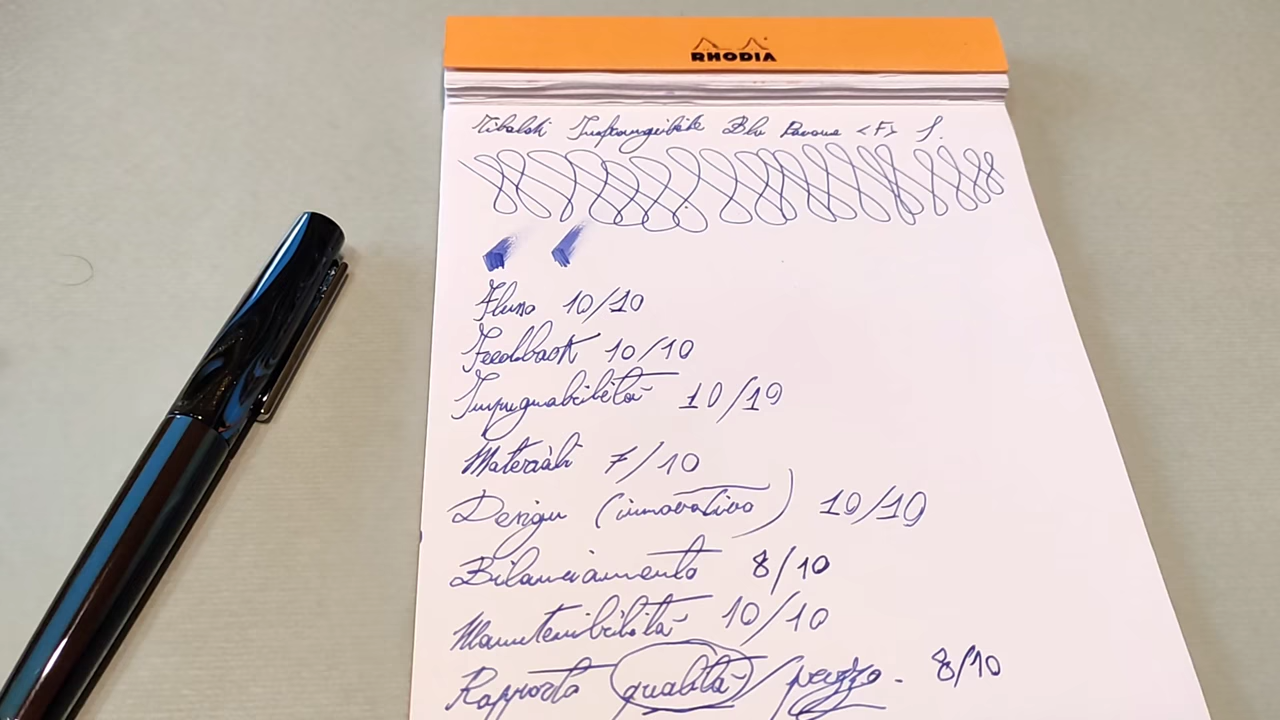 RHODIA
Tibaldi Infrangibile Blu Pavone <F> S.
Flusso 10/10
Feedback 10/10
Impugnabilità 10/10
Materiali 7/10
Design (innovativo) 10/10
Bilanciamento 8/10
Manutenibilità 10/10
Rapporto qualità/prezzo. 8/10